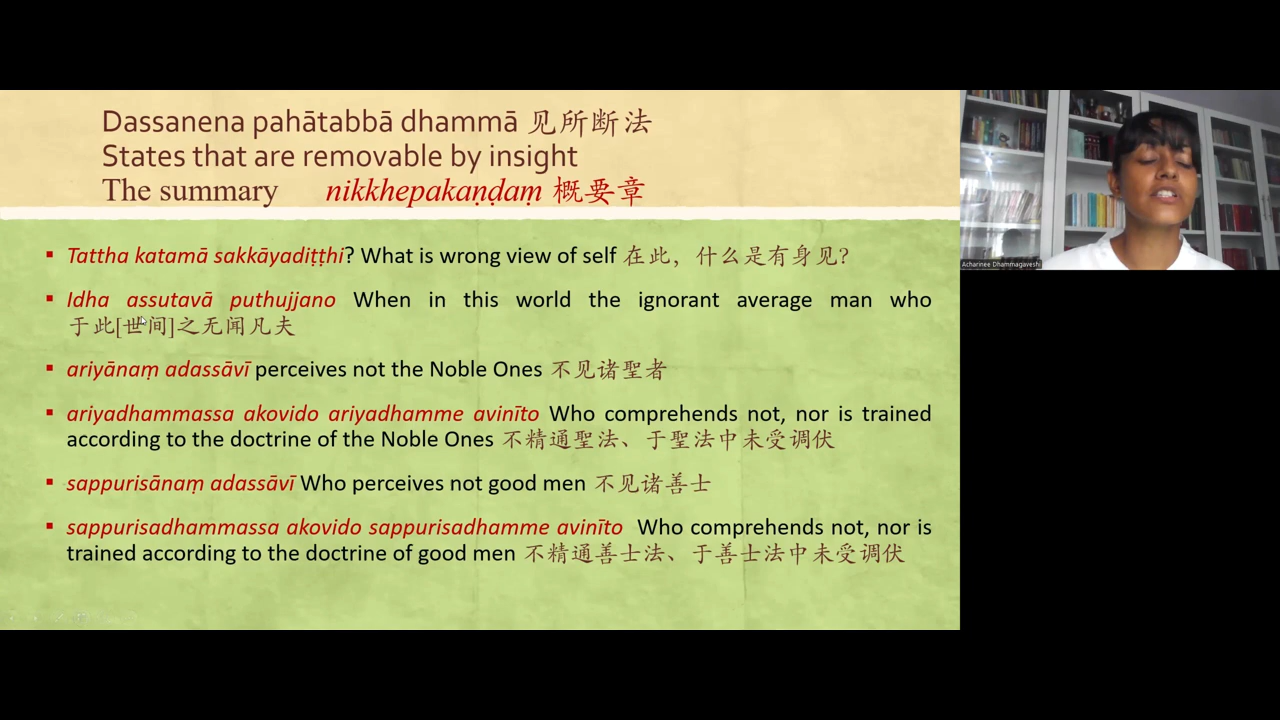 Dassanena pahātabbā dhammā 见所断法
States that are removable by insight
The summary nikkhepakaṇḍaṃ 概要章
▪ Tattha katamā sakkāyadiṭṭhi? What is wrong view of self 在此，什么是有身见?
▪ Idha assutavā puthujjano When in this world the ignorant average man who
于此[世间]之无闻凡夫
▪ ariyānaṃ adassāvī perceives not the Noble Ones 不见诸聖者
▪ ariyadhammassa akovido ariyadhamme avinīto Who comprehends not, nor is trained
according to the doctrine of the Noble Ones 不精通聖法、于聖法中未受调伏
▪ sappurisānaṃ adassāvī Who perceives not good men 不见诸善士
▪ sappurisadhammassa akovido sappurisadhamme avinīto Who comprehends not, nor is
trained according to the doctrine of good men 不精通善士法、于善士法中未受调伏
Acharinee Dhammagaveshi